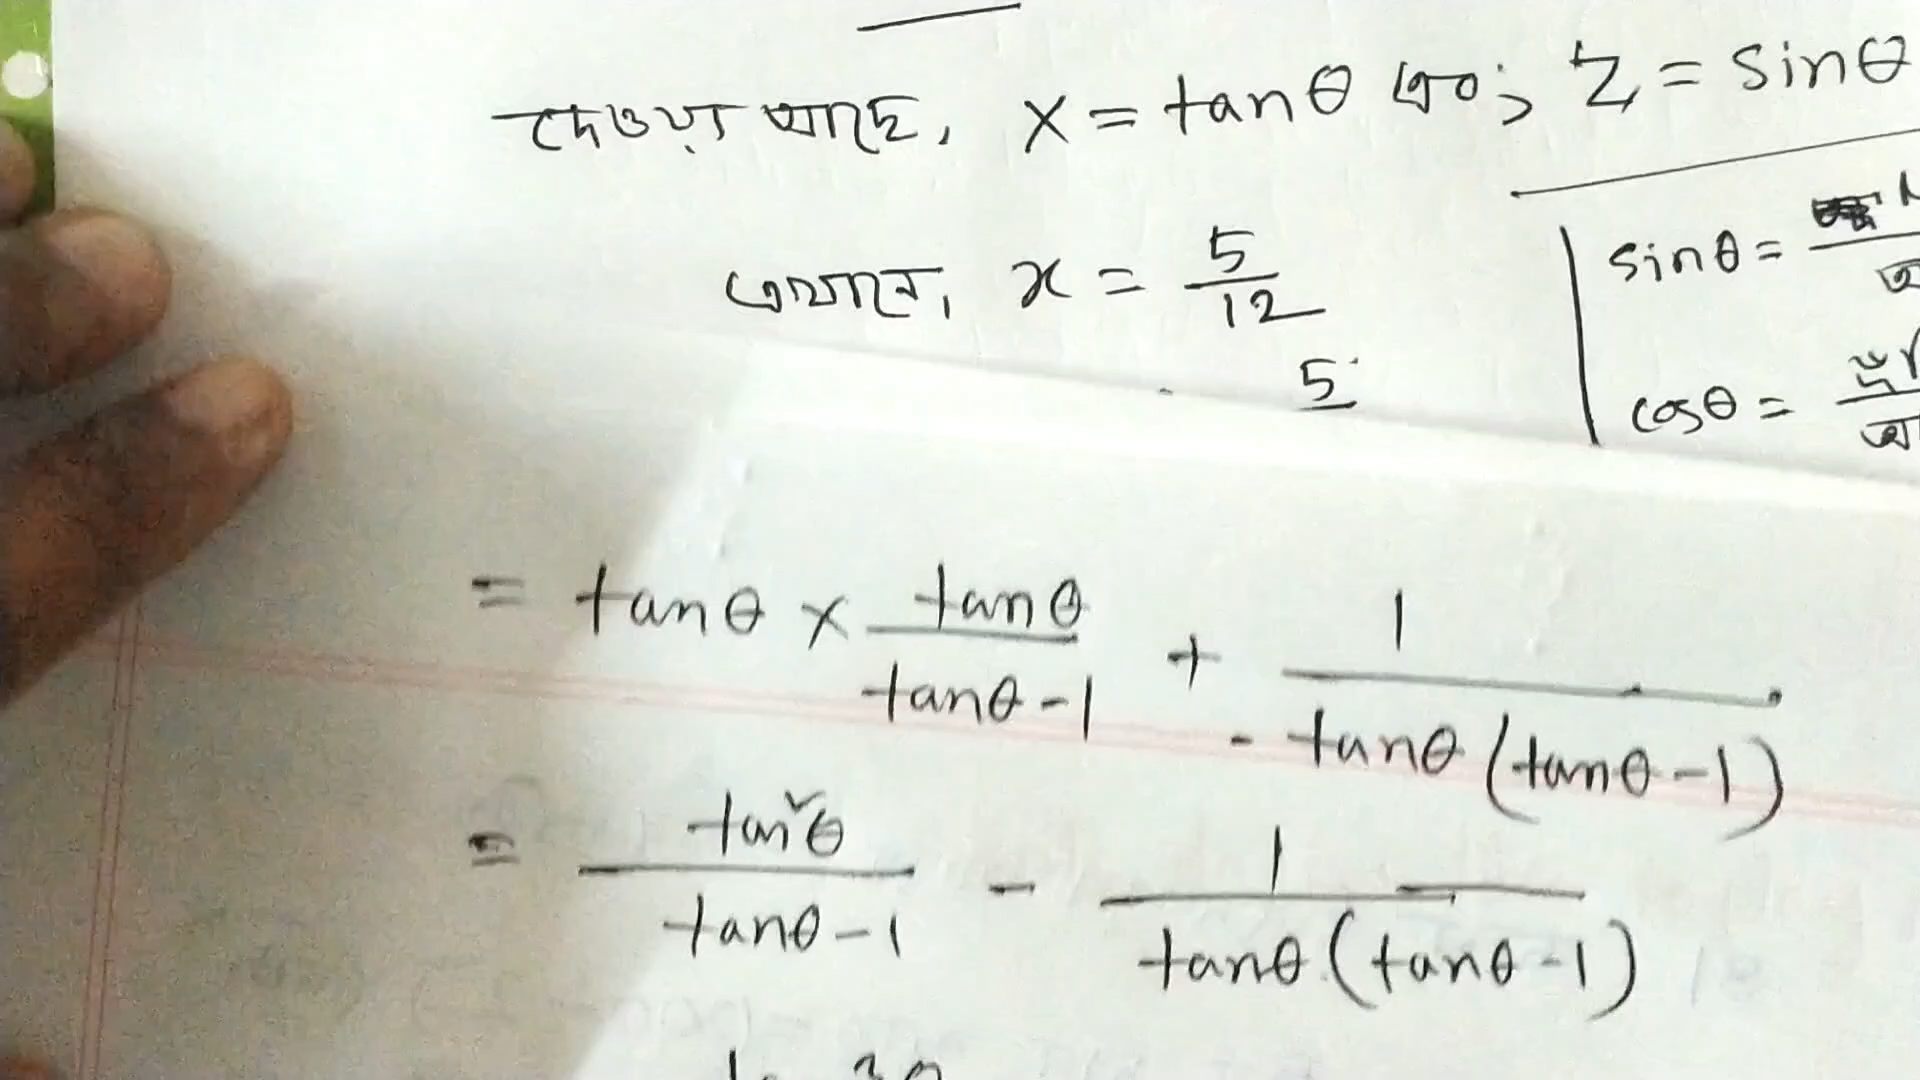 দেওয়া আছে, x = tanθ এবং Z = sinθ
এখানে, x = 5/12
5
sinθ =
cosθ =
= tanθ × tanθ/(tanθ-1) + 1/(-tanθ(tanθ-1))
= tan²θ/(tanθ-1) - 1/(tanθ(tanθ-1))